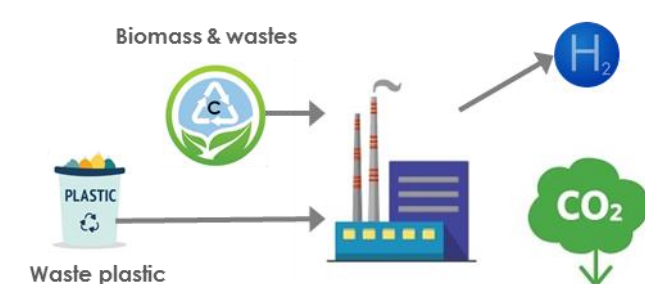 Biomass & wastes
H2
C
PLASTIC
CO2
Waste plastic